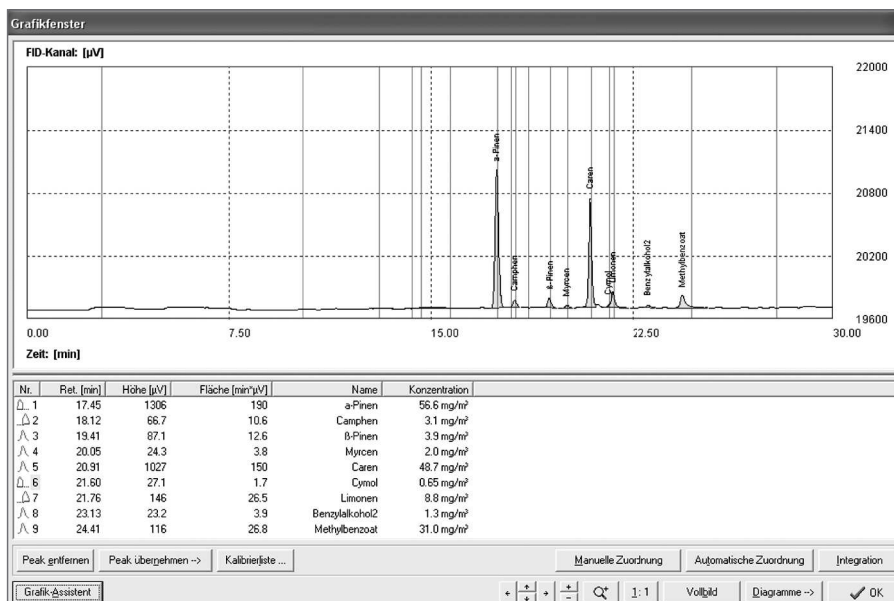 Grafikfenster
FID-Kanal: [µV]
22000
21400
20800
20200
19600
a-Pinen
Camphen
ß-Pinen
Myrcen
Caren
Cymol
Limonen
Benzylalkohol2
Methylbenzoat
0.00 7.50 15.00 22.50 30.00
Zeit: [min]
Nr. Ret. [min] Höhe [µV] Fläche [min*µV] Name Konzentration
1 17.45 1306 190 a-Pinen 56.6 mg/m³
2 18.12 66.7 10.6 Camphen 3.1 mg/m³
3 19.41 87.1 12.6 ß-Pinen 3.9 mg/m³
4 20.05 24.3 3.8 Myrcen 2.0 mg/m³
5 20.91 1027 150 Caren 48.7 mg/m³
6 21.60 27.1 1.7 Cymol 0.65 mg/m³
7 21.76 146 26.5 Limonen 8.8 mg/m³
8 23.13 23.2 3.9 Benzylalkohol2 1.3 mg/m³
9 24.41 116 26.8 Methylbenzoat 31.0 mg/m³
Peak entfernen Peak übernehmen --> Kalibrierliste ... Manuelle Zuordnung Automatische Zuordnung Integration
Grafik-Assistent 1:1 Vollbild Diagramme --> OK